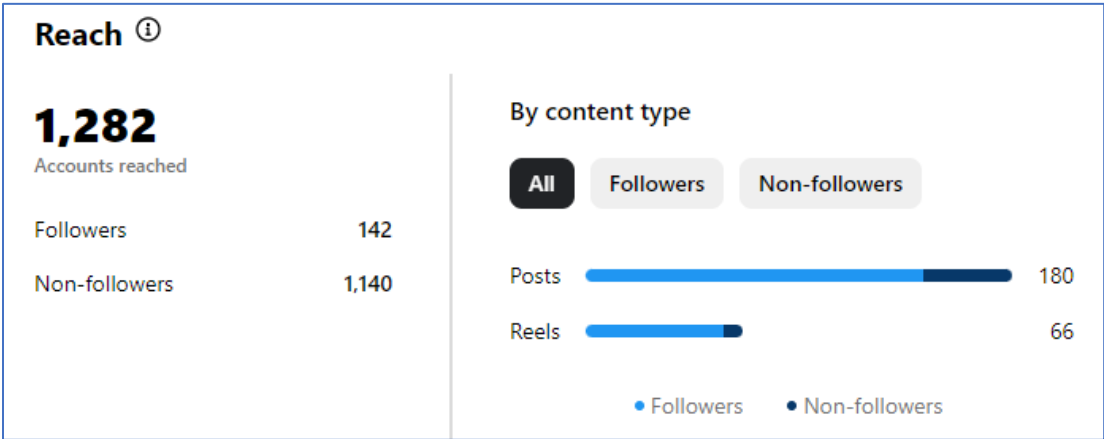 Reach
1,282
Accounts reached
Followers 142
Non-followers 1,140
By content type
All Followers Non-followers
Posts 180
Reels 66
Followers Non-followers